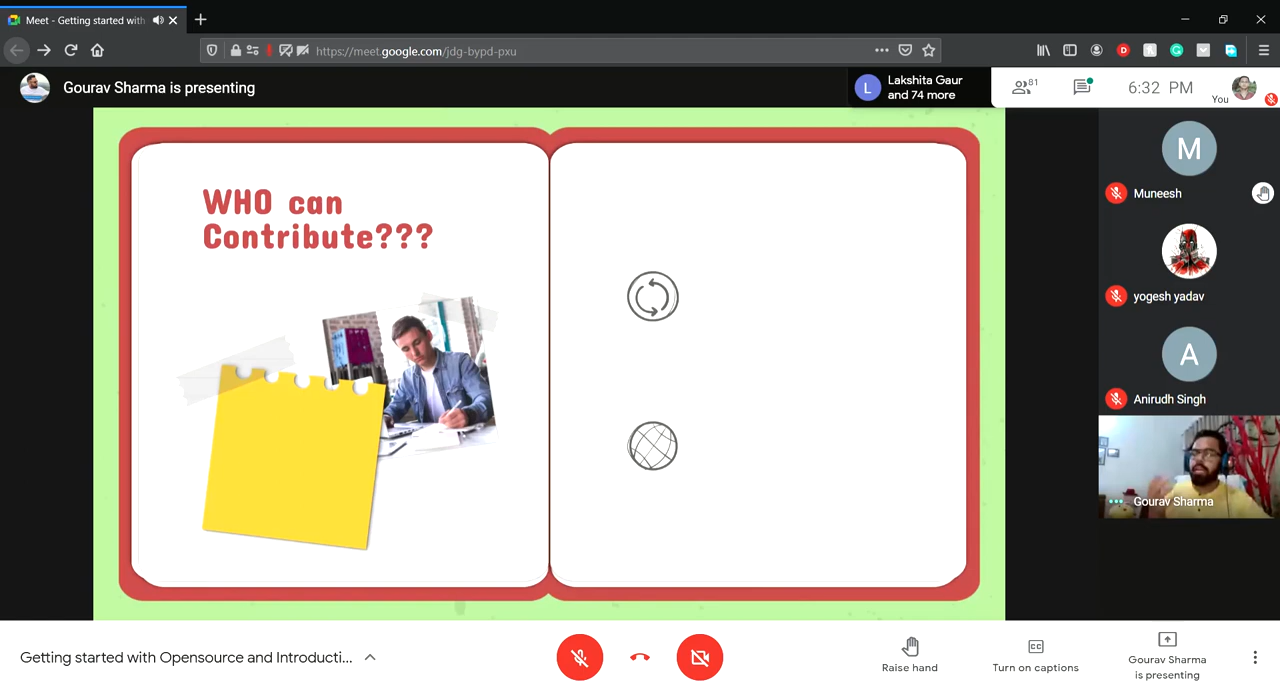 Meet - Getting started with
https://meet.google.com/jdg-bypd-pxu
Gourav Sharma is presenting
L
Lakshita Gaur
and 74 more
81
6:32 PM
You
WHO can
Contribute???
M
Muneesh
yogesh yadav
A
Anirudh Singh
Gourav Sharma
Getting started with Opensource and Introducti...
Raise hand
Turn on captions
Gourav Sharma
is presenting